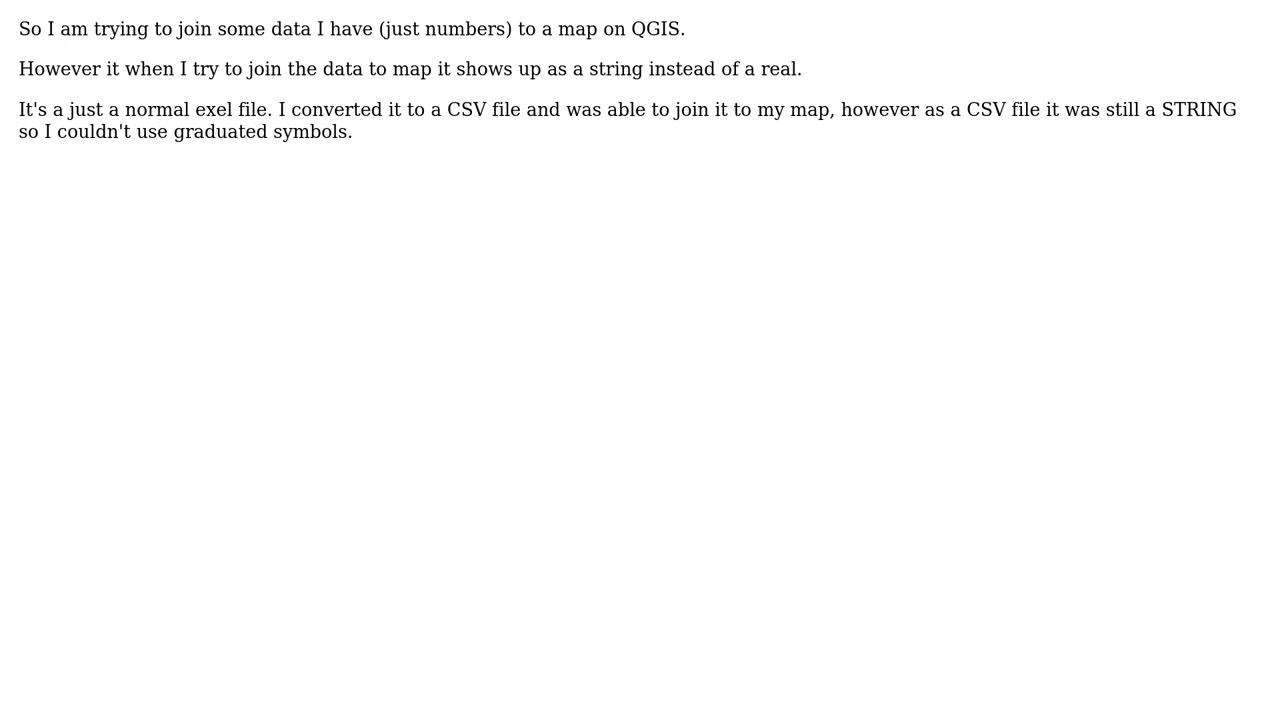 So I am trying to join some data I have (just numbers) to a map on QGIS.
However it when I try to join the data to map it shows up as a string instead of a real.
It's a just a normal exel file. I converted it to a CSV file and was able to join it to my map, however as a CSV file it was still a STRING
so I couldn't use graduated symbols.